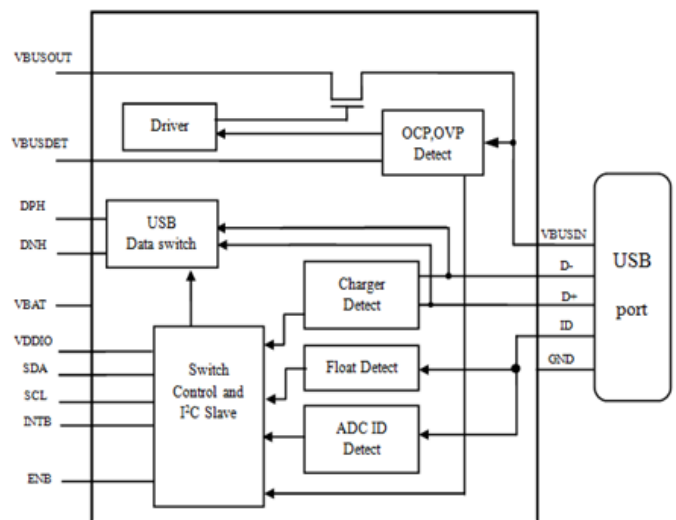 VBUSOUT
Driver
OCP,OVP
Detect
VBUSDET
DPH
USB
Data switch
DNH
VBUSIN
USB
port
D-
Charger
Detect
D+
VBAT
ID
VDDIO
Switch
Control and
I²C Slave
Float Detect
GND
SDA
SCL
ADC ID
Detect
INTB
ENB